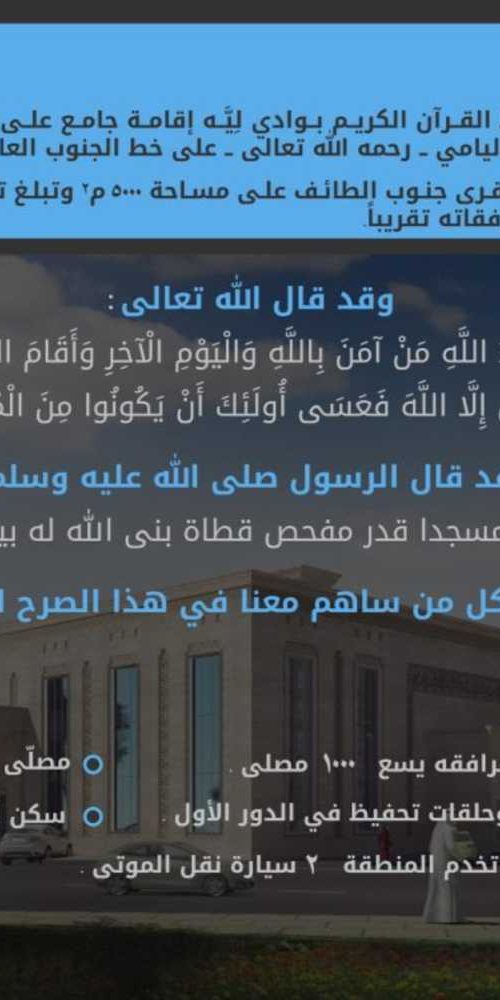 القرآن الكريم بوادي لِيَّه إقامة جامع على
اليامي - رحمه الله تعالى - على خط الجنوب العا
قرى جنوب الطائف على مساحة ٥٠٠٠ م٢ وتبلغ ت
فقاته تقريباً.
وقد قال الله تعالى :
اللَّهِ مَنْ آمَنَ بِاللَّهِ وَالْيَوْمِ الْآخِرِ وَأَقَامَ ال
إِلَّا اللَّهَ فَعَسَى أُولَئِكَ أَنْ يَكُونُوا مِنَ الْمُ
قد قال الرسول صلى الله عليه وسلم
مسجدا قدر مفحص قطاة بنى الله له بي
كل من ساهم معنا في هذا الصرح ا
رافقه يسع ١٠٠٠ مصلى .
مصلّى
وحلقات تحفيظ في الدور الأول .
سكن
تخدم المنطقة ٢ سيارة نقل الموتى .